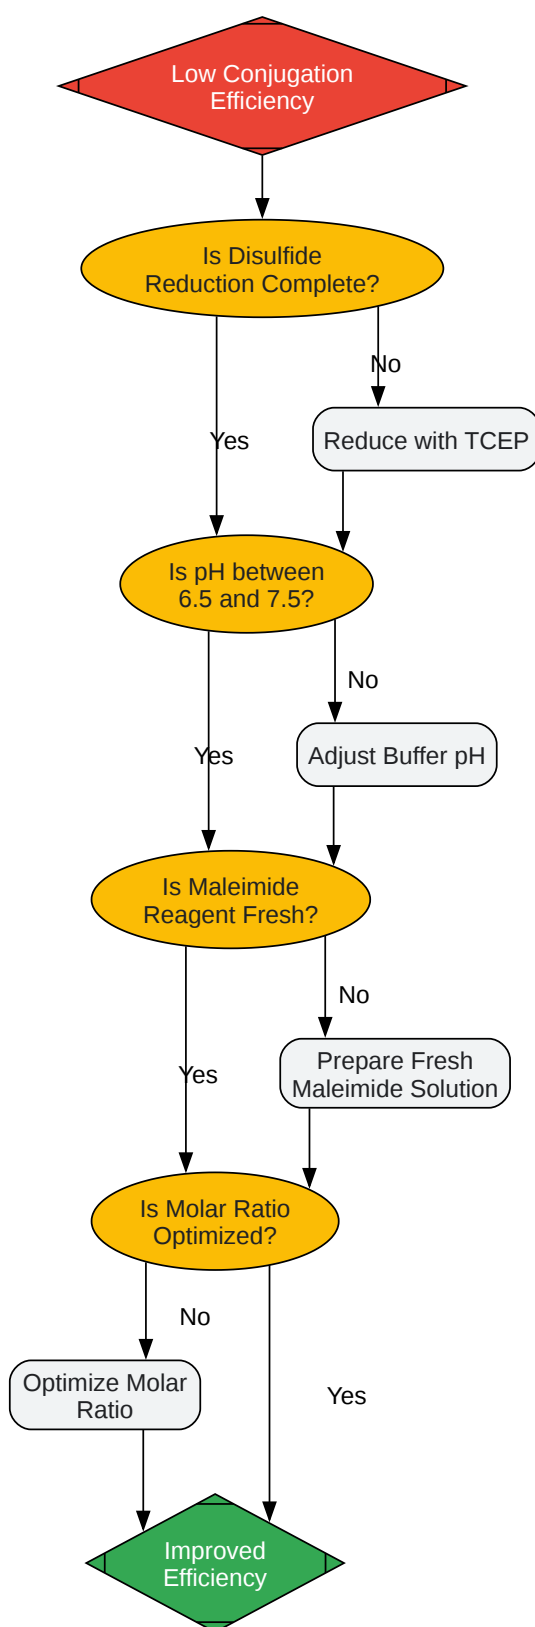 Low Conjugation
Efficiency
Is Disulfide
Reduction Complete?
No
Yes
Reduce with TCEP
Is pH between
6.5 and 7.5?
No
Yes
Adjust Buffer pH
Is Maleimide
Reagent Fresh?
No
Yes
Prepare Fresh
Maleimide Solution
Is Molar Ratio
Optimized?
No
Optimize Molar
Ratio
Yes
Improved
Efficiency